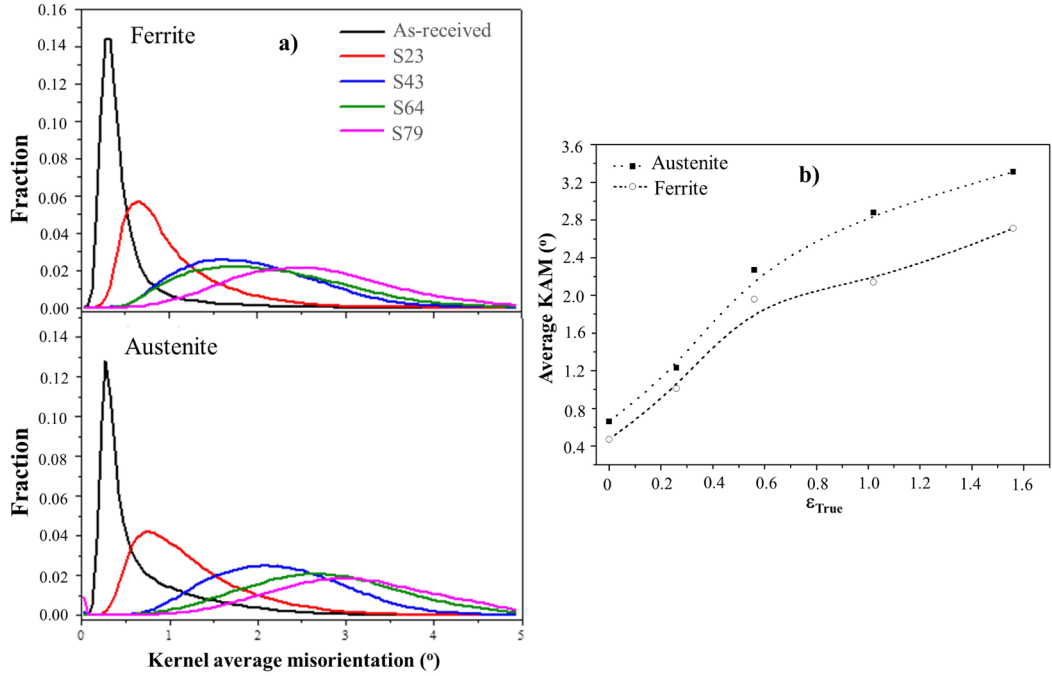 0.16
0.14
0.12
0.10
0.08
0.06
0.04
0.02
0.00
Fraction
Ferrite
a)
As-received
S23
S43
S64
S79
0.14
0.12
0.10
0.08
0.06
0.04
0.02
0.00
Fraction
Austenite
0 1 2 3 4 5
Kernel average misorientation (º)
3.6
3.2
2.8
2.4
2.0
1.6
1.2
0.8
0.4
Average KAM (º)
Austenite
Ferrite
b)
0 0.2 0.4 0.6 0.8 1.0 1.2 1.4 1.6
εTrue